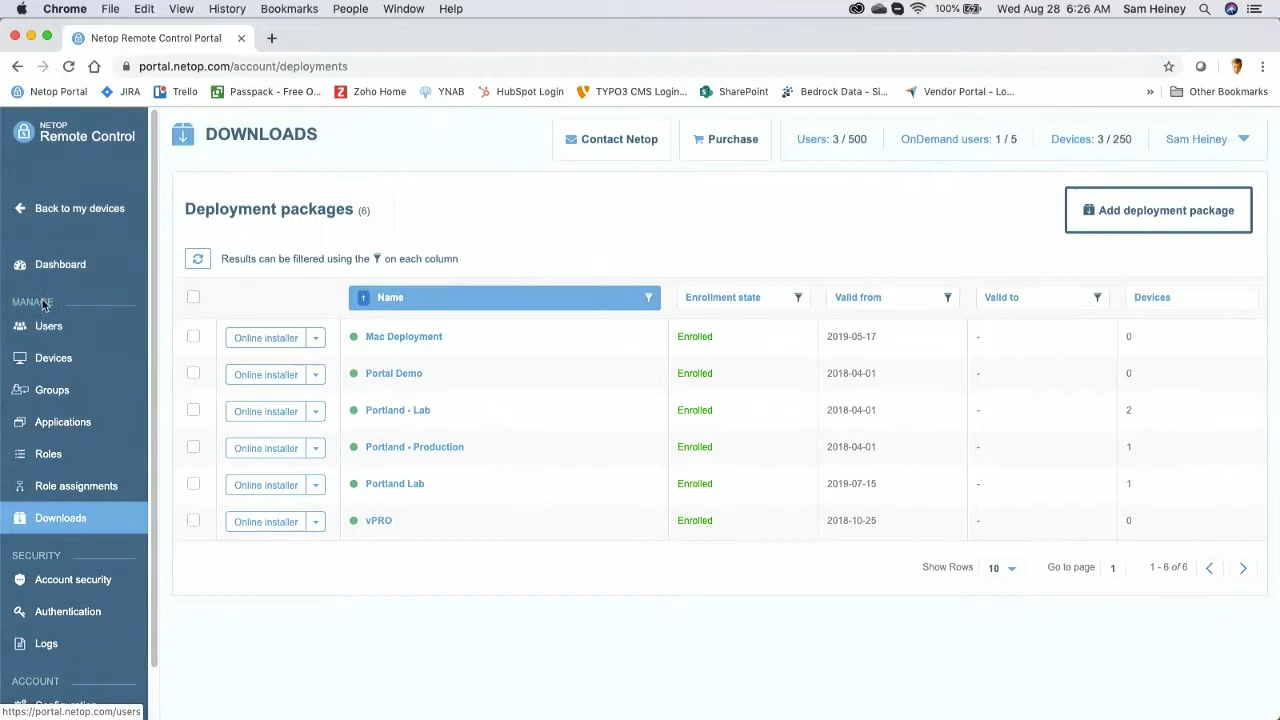 Chrome File Edit View History Bookmarks People Window Help 100% Wed Aug 28 6:26 AM Sam Heiney
Netop Remote Control Portal
portal.netop.com/account/deployments
Netop Portal JIRA Trello Passpack - Free O... Zoho Home YNAB HubSpot Login TYPO3 CMS Login... SharePoint Bedrock Data - Si... Vendor Portal - Lo... » Other Bookmarks
NETOP
Remote Control
DOWNLOADS
Contact Netop
Purchase
Users: 3 / 500
OnDemand users: 1 / 5
Devices: 3 / 250
Sam Heiney
Back to my devices
Dashboard
MANAGE
Users
Devices
Groups
Applications
Roles
Role assignments
Downloads
SECURITY
Account security
Authentication
Logs
ACCOUNT
https://portal.netop.com/users
Deployment packages (6)
Add deployment package
Results can be filtered using the on each column
Name Enrollment state Valid from Valid to Devices
Online installer Mac Deployment Enrolled 2019-05-17 - 0
Online installer Portal Demo Enrolled 2018-04-01 - 0
Online installer Portland - Lab Enrolled 2018-04-01 - 2
Online installer Portland - Production Enrolled 2018-04-01 - 1
Online installer Portland Lab Enrolled 2019-07-15 - 1
Online installer vPRO Enrolled 2018-10-25 - 0
Show Rows 10 Go to page 1 1 - 6 of 6